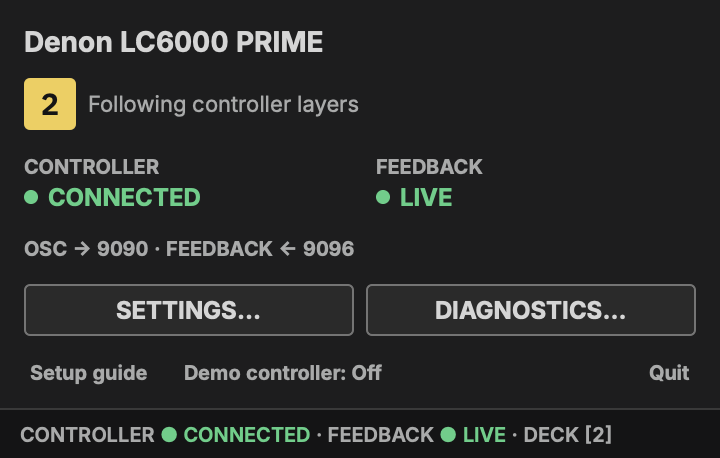 Denon LC6000 PRIME
2 Following controller layers
CONTROLLER FEEDBACK
CONNECTED LIVE
OSC → 9090 · FEEDBACK ← 9096
SETTINGS... DIAGNOSTICS...
Setup guide Demo controller: Off Quit
CONTROLLER ● CONNECTED · FEEDBACK ● LIVE · DECK [2]